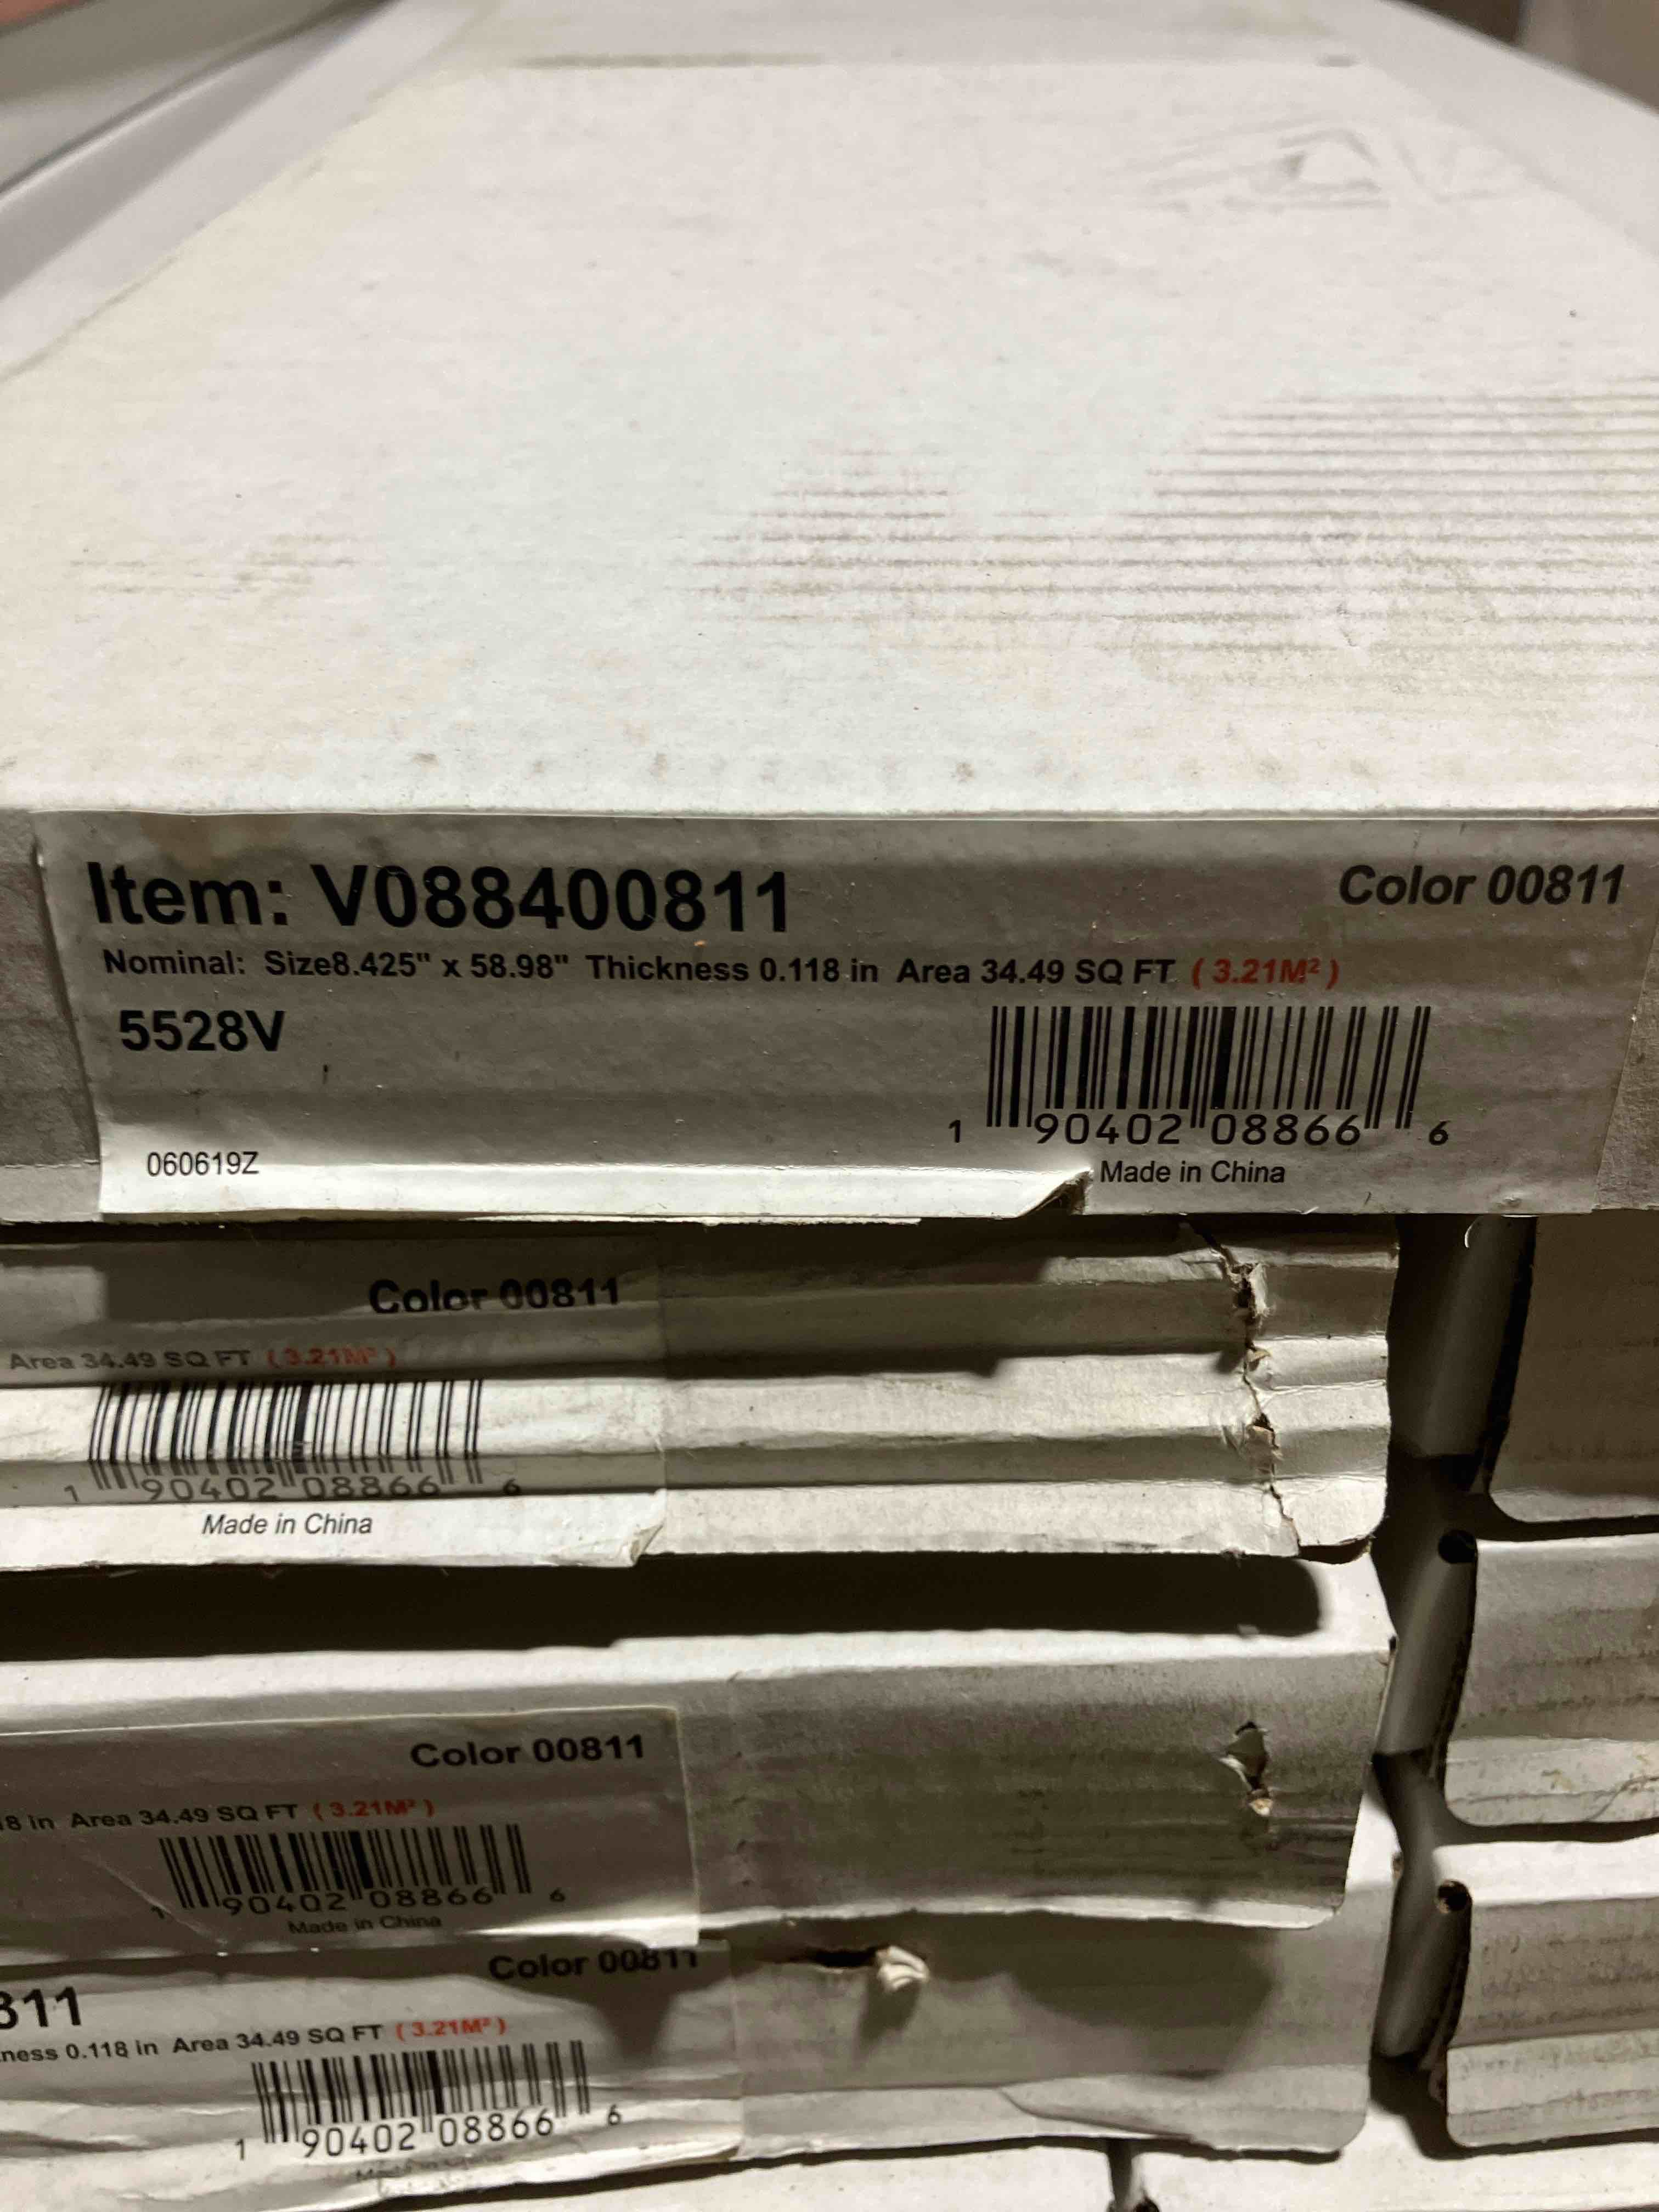 Item: V088400811
Color 00811
Nominal: Size8.425" x 58.98" Thickness 0.118 in Area 34.49 SQ FT ( 3.21M² )
5528V
1 90402 08866 6
060619Z
Made in China
Color 00811
Area 34.49 SQ FT ( 3.21M² )
1 90402 08866 6
Made in China
Color 00811
8 in Area 34.49 SQ FT ( 3.21M² )
1 90402 08866 6
Made in China
Color 00811
811
ness 0.118 in Area 34.49 SQ FT ( 3.21M² )
1 90402 08866 6